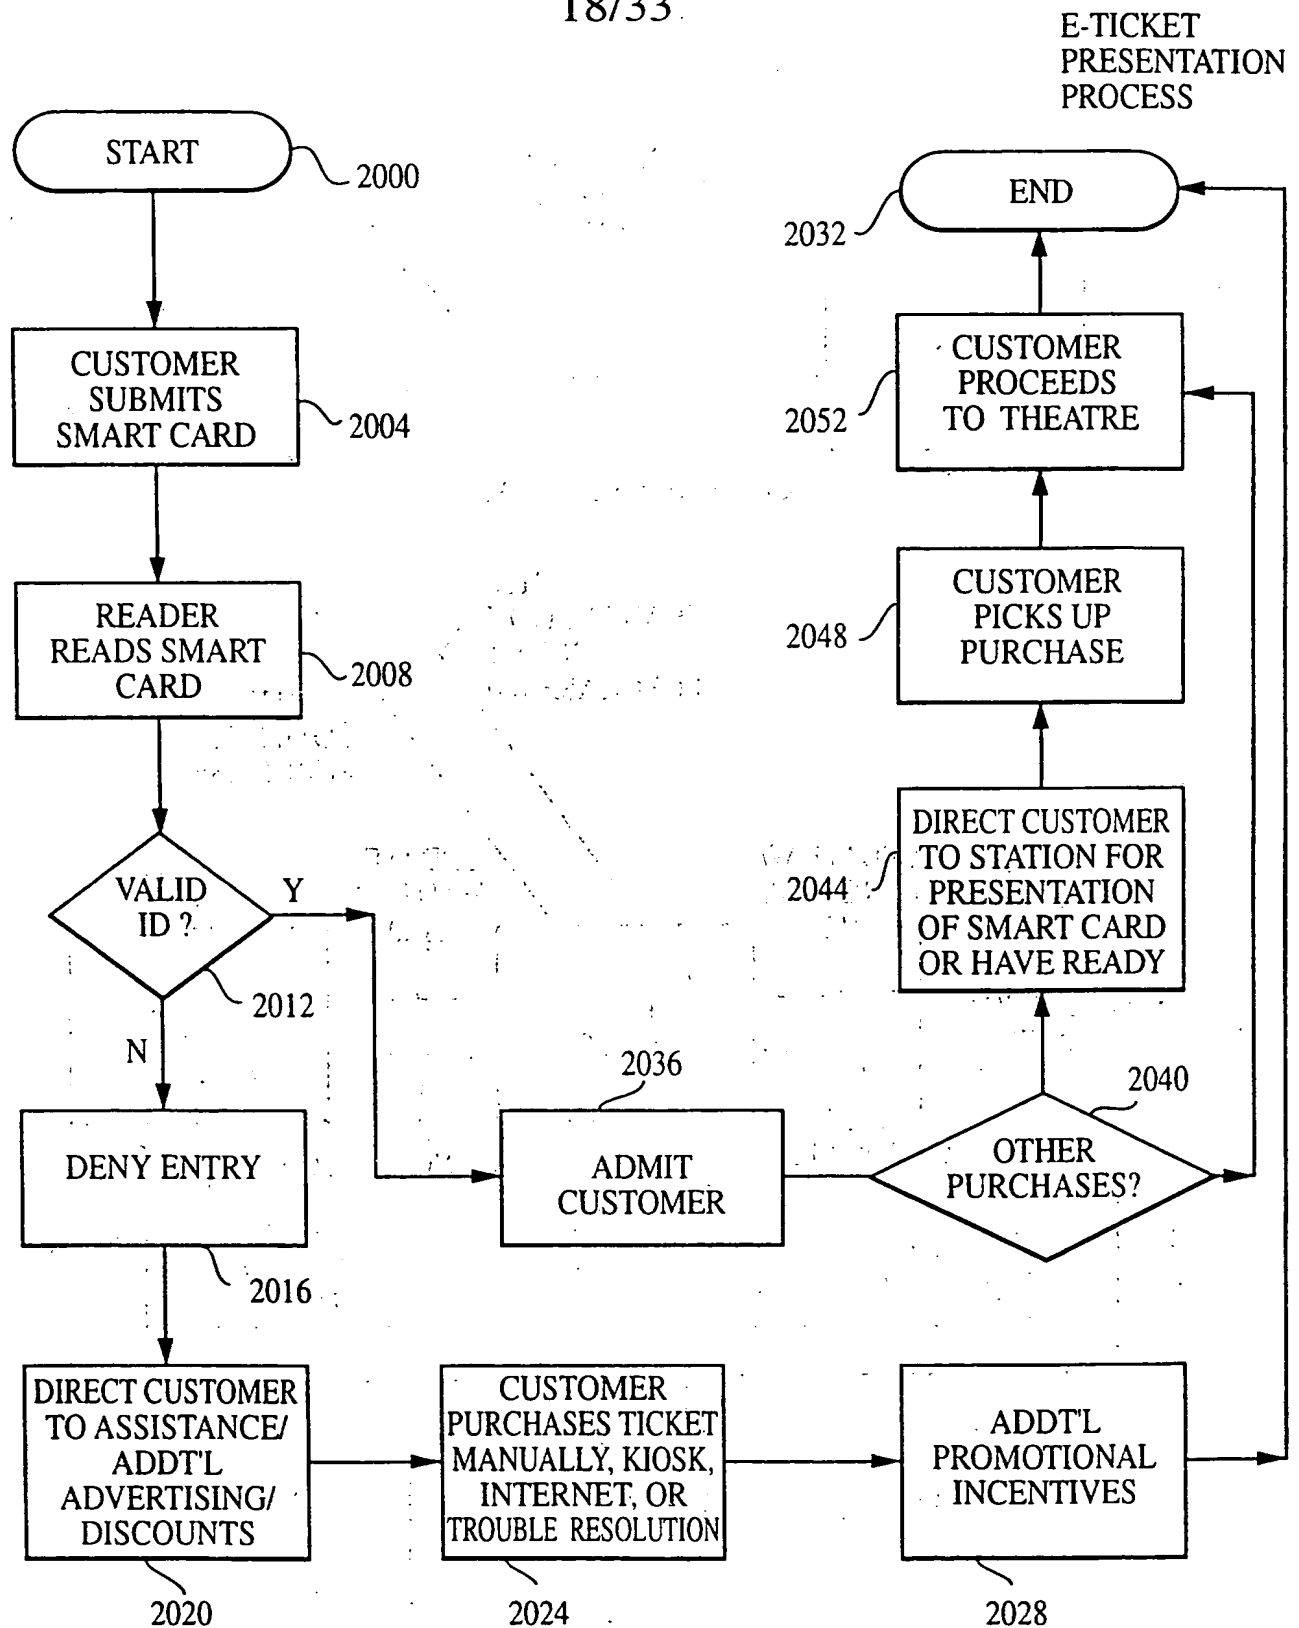 18/33
E-TICKET
PRESENTATION
PROCESS
START
2000
CUSTOMER
SUBMITS
SMART CARD
2004
READER
READS SMART
CARD
2008
VALID
ID ?
Y
2012
N
DENY ENTRY
2016
DIRECT CUSTOMER
TO ASSISTANCE/
ADDT'L
ADVERTISING/
DISCOUNTS
2020
CUSTOMER
PURCHASES TICKET
MANUALLY, KIOSK,
INTERNET, OR
TROUBLE RESOLUTION
2024
ADDT'L
PROMOTIONAL
INCENTIVES
2028
2036
ADMIT
CUSTOMER
2040
OTHER
PURCHASES?
DIRECT CUSTOMER
TO STATION FOR
PRESENTATION
OF SMART CARD
OR HAVE READY
2044
CUSTOMER
PICKS UP
PURCHASE
2048
CUSTOMER
PROCEEDS
TO THEATRE
2052
END
2032